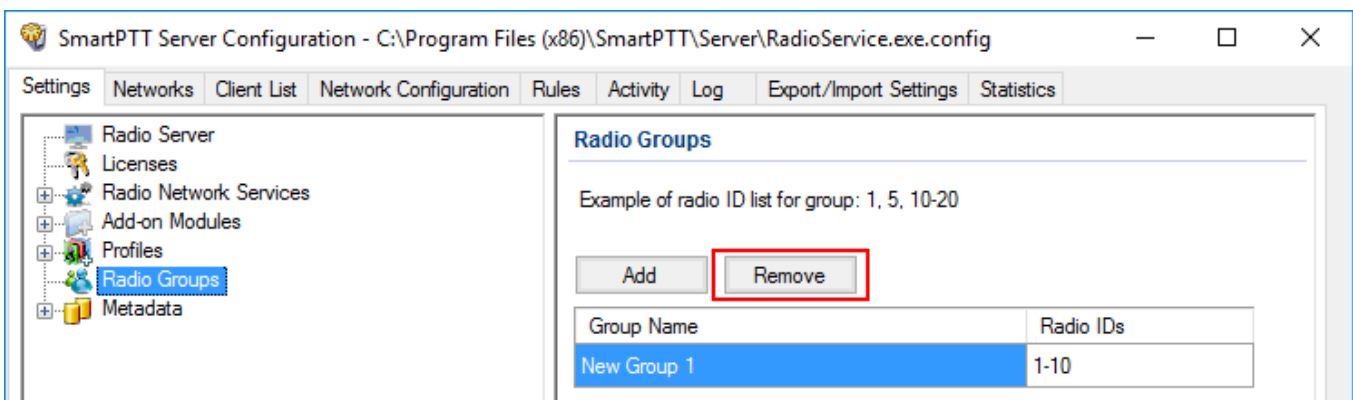 SmartPTT Server Configuration - C:\Program Files (x86)\SmartPTT\Server\RadioService.exe.config
Settings Networks Client List Network Configuration Rules Activity Log Export/Import Settings Statistics
Radio Server
Licenses
Radio Network Services
Add-on Modules
Profiles
Radio Groups
Metadata
Radio Groups
Example of radio ID list for group: 1, 5, 10-20
Add Remove
Group Name Radio IDs
New Group 1 1-10